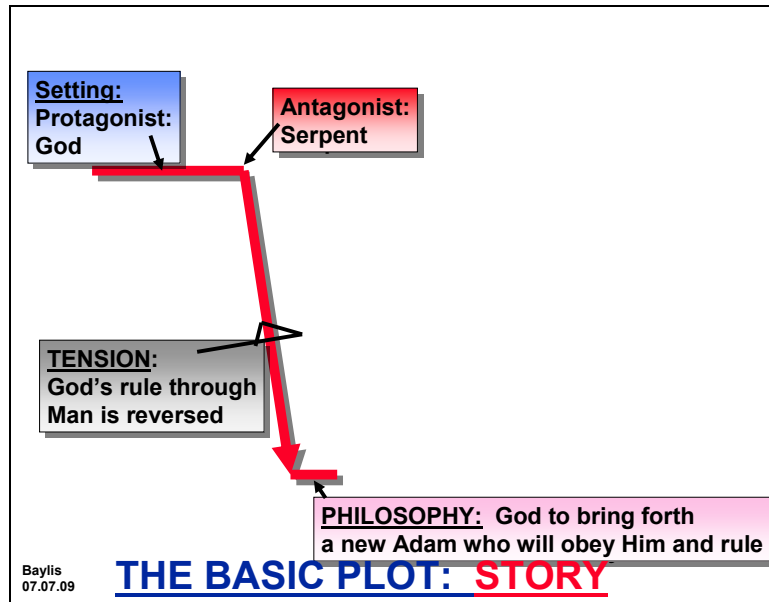 Setting:
Protagonist:
God
Antagonist:
Serpent
TENSION:
God's rule through
Man is reversed
PHILOSOPHY: God to bring forth
a new Adam who will obey Him and rule
Baylis
07.07.09
THE BASIC PLOT: STORY